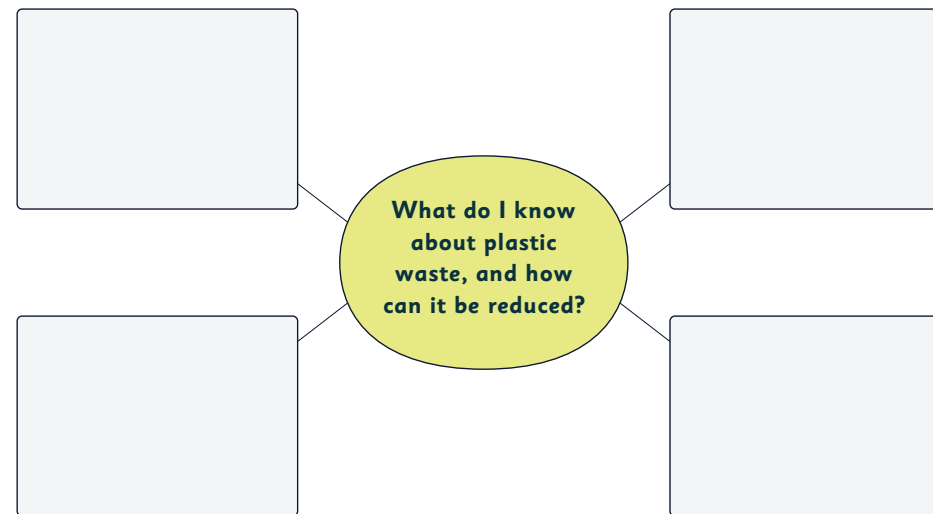 What do I know
about plastic
waste, and how
can it be reduced?